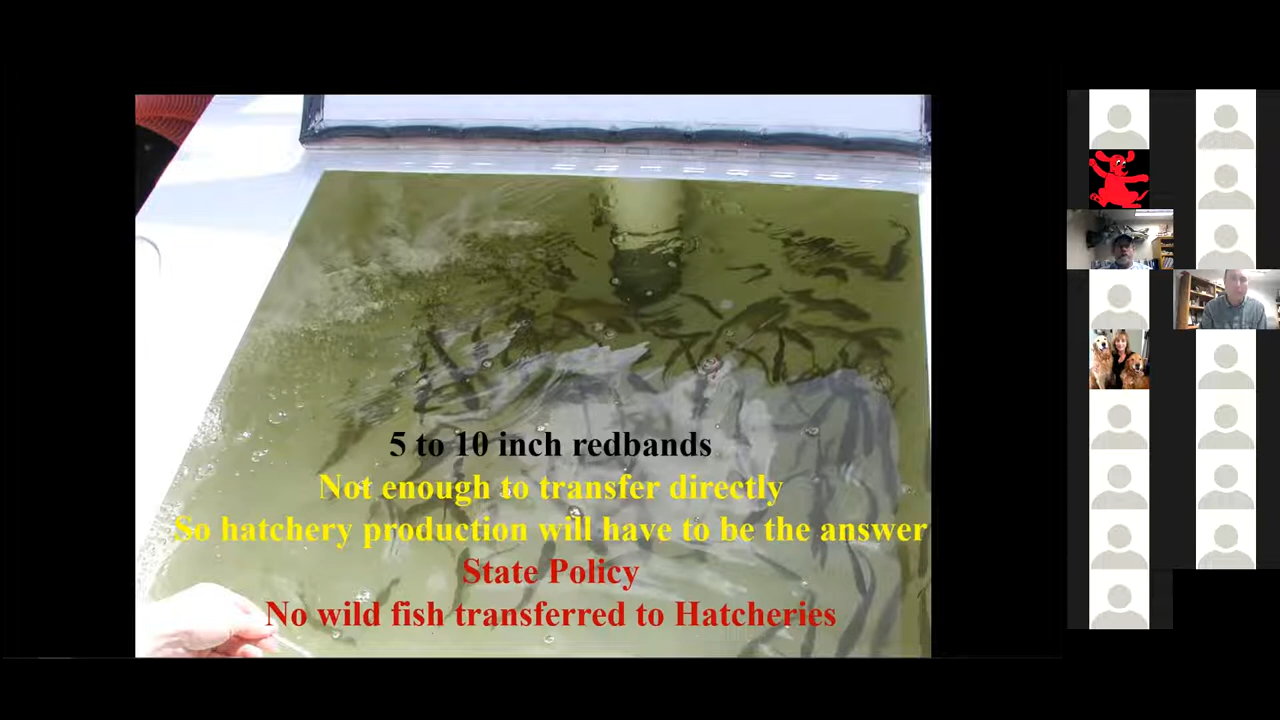 5 to 10 inch redbands
Not enough to transfer directly
So hatchery production will have to be the answer
State Policy
No wild fish transferred to Hatcheries